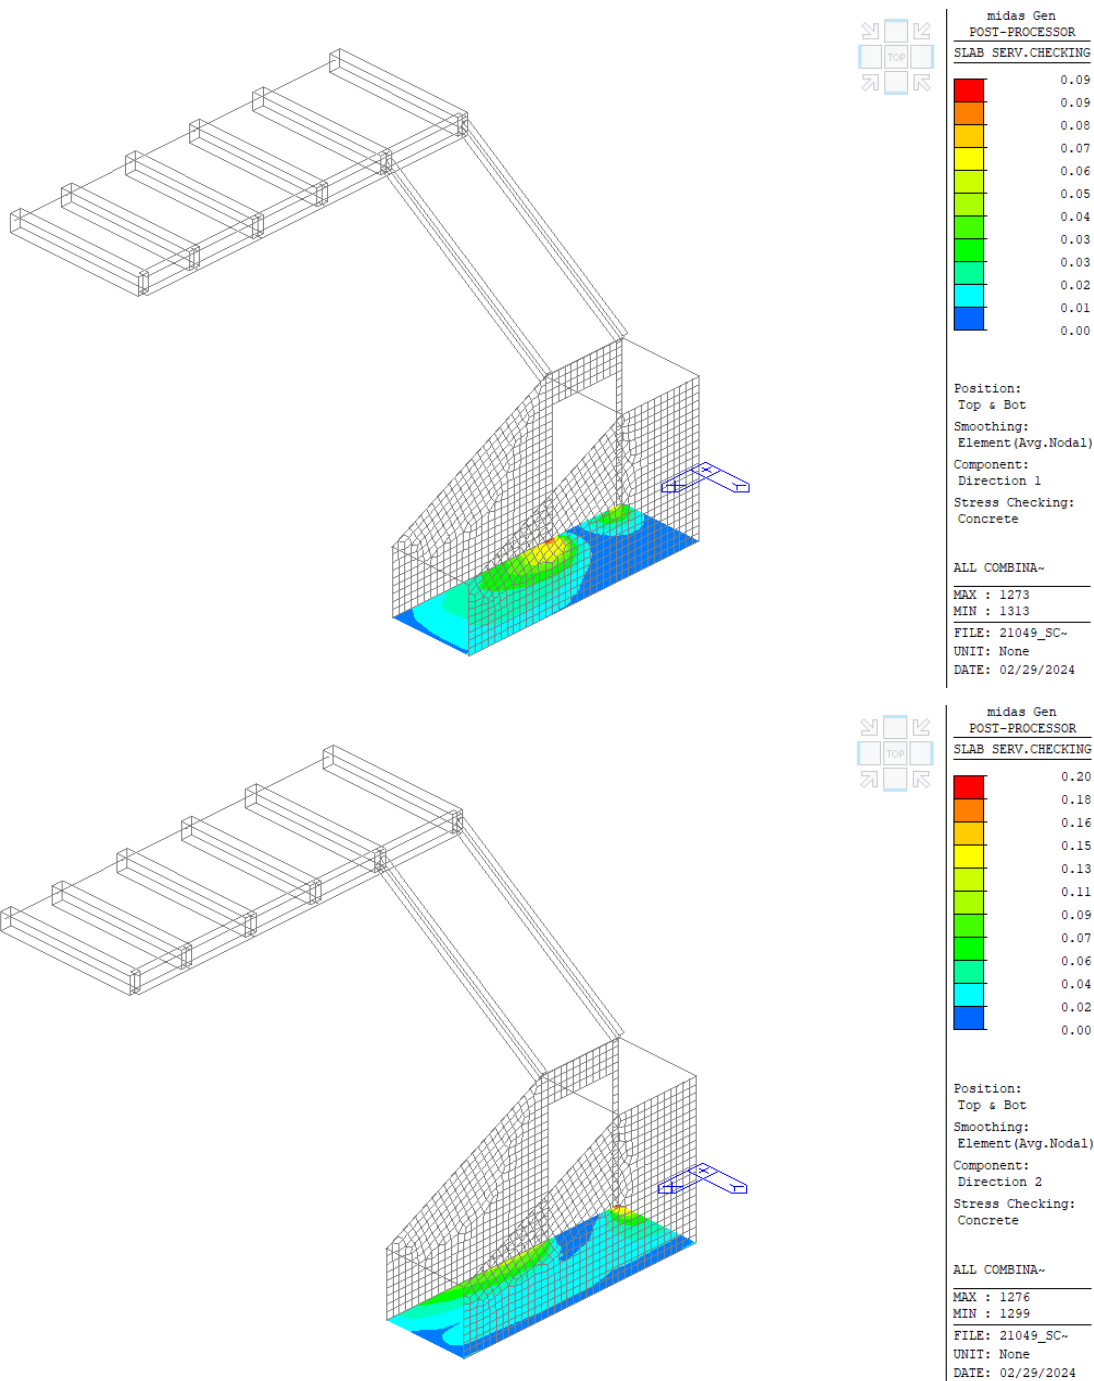 TOP
midas Gen
POST-PROCESSOR
SLAB SERV.CHECKING
0.09
0.09
0.08
0.07
0.06
0.05
0.04
0.03
0.03
0.02
0.01
0.00
Position:
Top & Bot
Smoothing:
Element(Avg.Nodal)
Component:
Direction 1
Stress Checking:
Concrete
ALL COMBINA~
MAX : 1273
MIN : 1313
FILE: 21049_SC~
UNIT: None
DATE: 02/29/2024
TOP
midas Gen
POST-PROCESSOR
SLAB SERV.CHECKING
0.20
0.18
0.16
0.15
0.13
0.11
0.09
0.07
0.06
0.04
0.02
0.00
Position:
Top & Bot
Smoothing:
Element(Avg.Nodal)
Component:
Direction 2
Stress Checking:
Concrete
ALL COMBINA~
MAX : 1276
MIN : 1299
FILE: 21049_SC~
UNIT: None
DATE: 02/29/2024